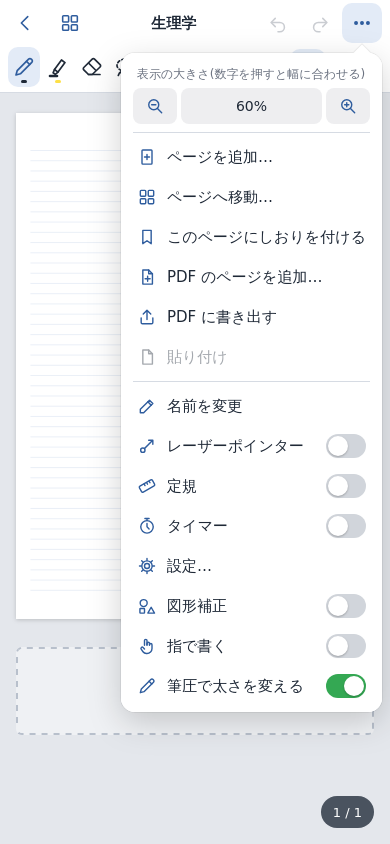 生理学
表示の大きさ(数字を押すと幅に合わせる)
60%
ページを追加…
ページへ移動…
このページにしおりを付ける
PDF のページを追加…
PDF に書き出す
貼り付け
名前を変更
レーザーポインター
定規
タイマー
設定…
図形補正
指で書く
筆圧で太さを変える
1 / 1